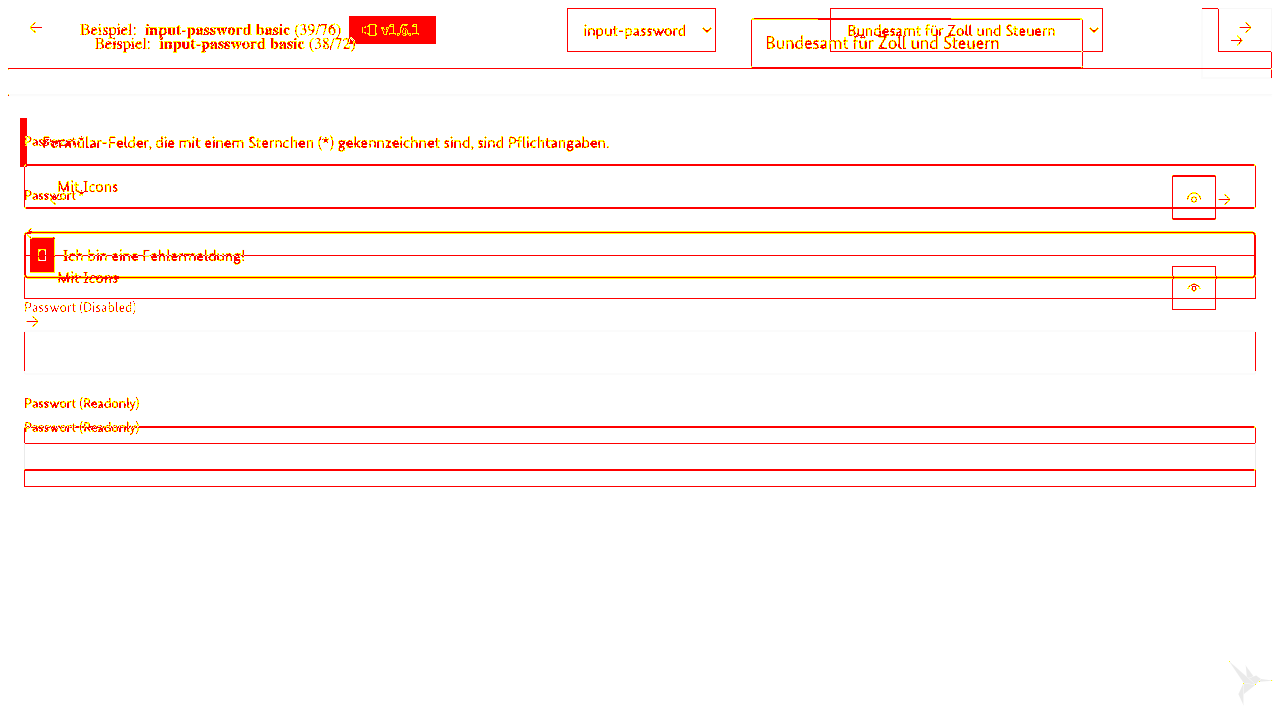 Beispiel: input-password basic (39/76) v1.6.1
input-password
Bundesamt für Zoll und Steuern
Beispiel: input-password basic (38/72)
Bundesamt für Zoll und Steuern
Passwort
Formular-Felder, die mit einem Sternchen (*) gekennzeichnet sind, sind Pflichtangaben.
Mit Icons
Passwort *
Ich bin eine Fehlermeldung!
Mit Icons
Passwort (Disabled)
Passwort (Readonly)
Passwort (Readonly)